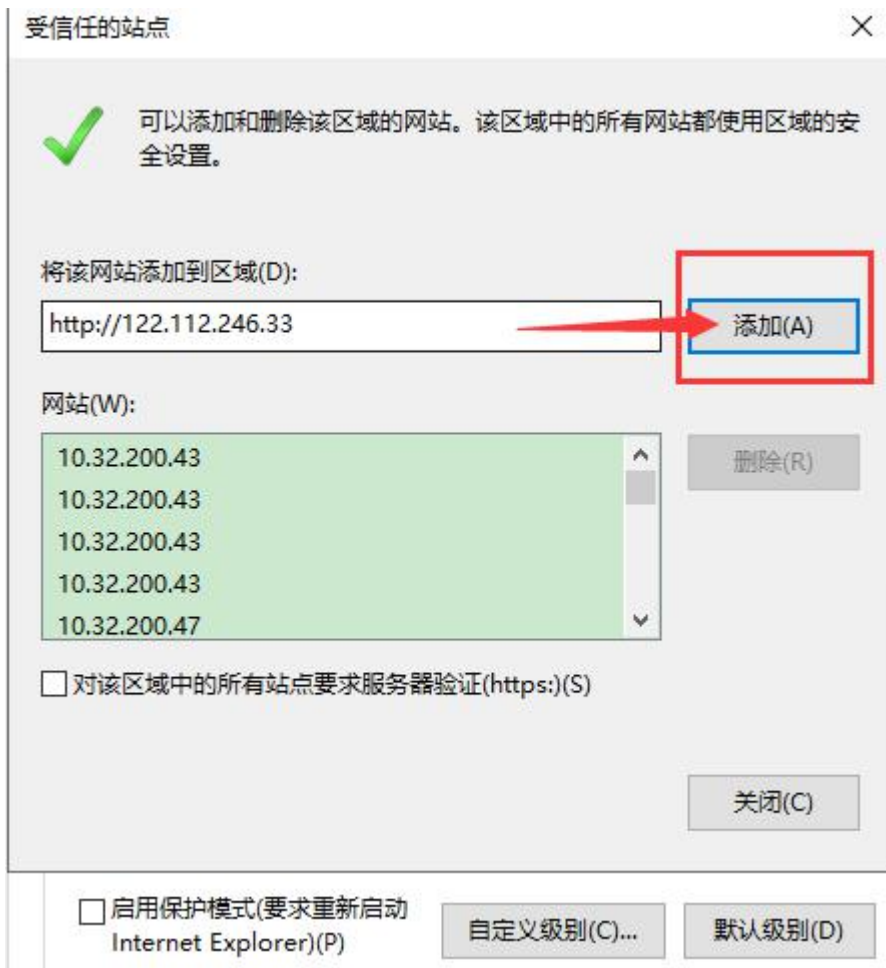 受信任的站点
可以添加和删除该区域的网站。该区域中的所有网站都使用区域的安
全设置。
将该网站添加到区域(D):
http://122.112.246.33
添加(A)
网站(W):
10.32.200.43
删除(R)
10.32.200.43
10.32.200.43
10.32.200.43
10.32.200.47
对该区域中的所有站点要求服务器验证(https:)(S)
关闭(C)
启用保护模式(要求重新启动
Internet Explorer)(P)
自定义级别(C)...
默认级别(D)